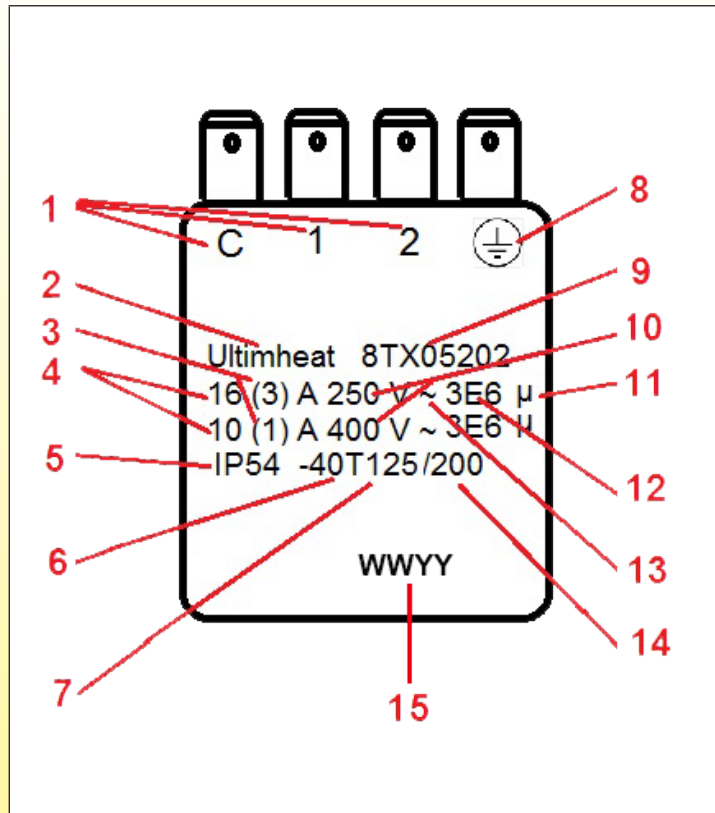 1 C 1 2 8
2 9
3 Ultimheat 8TX05202 10
4 16 (3) A 250 V ~ 3E6 µ 11
10 (1) A 400 V ~ 3E6 µ
5 IP54 -40T125/200 12
6 WWYY 13
7 14
15